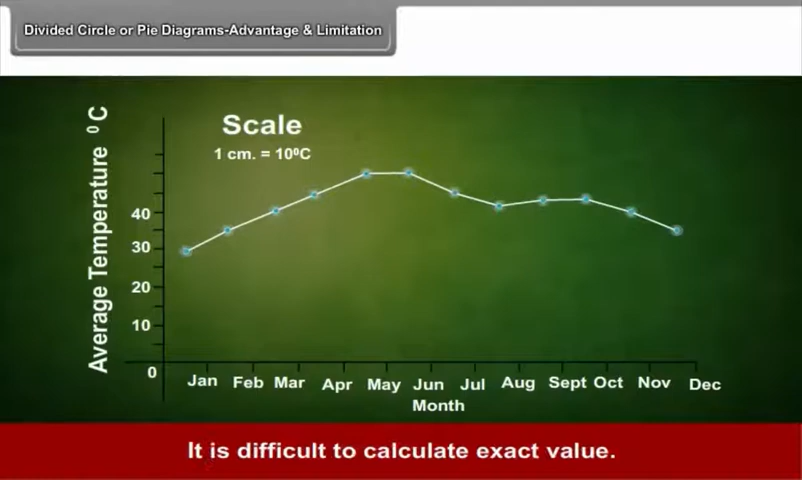 Divided Circle or Pie Diagrams-Advantage & Limitation
Scale
1 cm. = 10⁰C
Average Temperature ⁰C
40
30
20
10
0
Jan Feb Mar Apr May Jun Jul Aug Sept Oct Nov Dec
Month
It is difficult to calculate exact value.